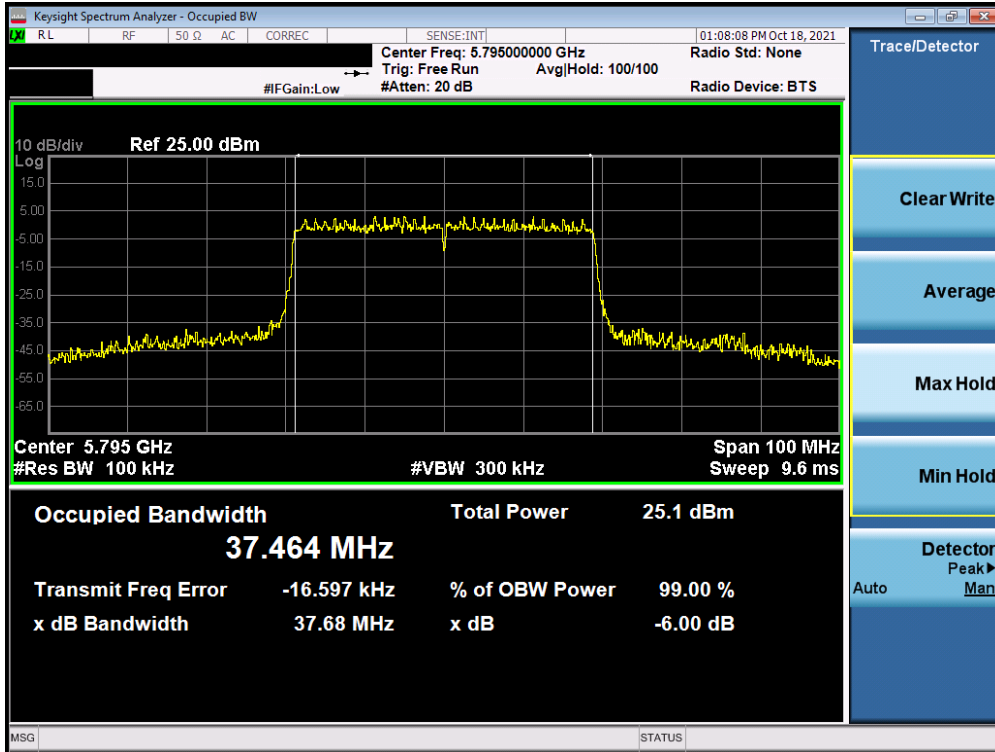 Keysight Spectrum Analyzer - Occupied BW
LXI RL RF 50 Ω AC CORREC SENSE:INT 01:08:08 PM Oct 18, 2021
Center Freq: 5.795000000 GHz Radio Std: None
Trig: Free Run Avg|Hold: 100/100
#IFGain:Low #Atten: 20 dB Radio Device: BTS
Trace/Detector
10 dB/div Ref 25.00 dBm
Log
15.0
5.00
-5.00
-15.0
-25.0
-35.0
-45.0
-55.0
-65.0
Center 5.795 GHz Span 100 MHz
#Res BW 100 kHz #VBW 300 kHz Sweep 9.6 ms
Occupied Bandwidth Total Power 25.1 dBm
37.464 MHz
Transmit Freq Error -16.597 kHz % of OBW Power 99.00 %
x dB Bandwidth 37.68 MHz x dB -6.00 dB
Clear Write
Average
Max Hold
Min Hold
Detector
Peak▶
Auto Man
MSG STATUS